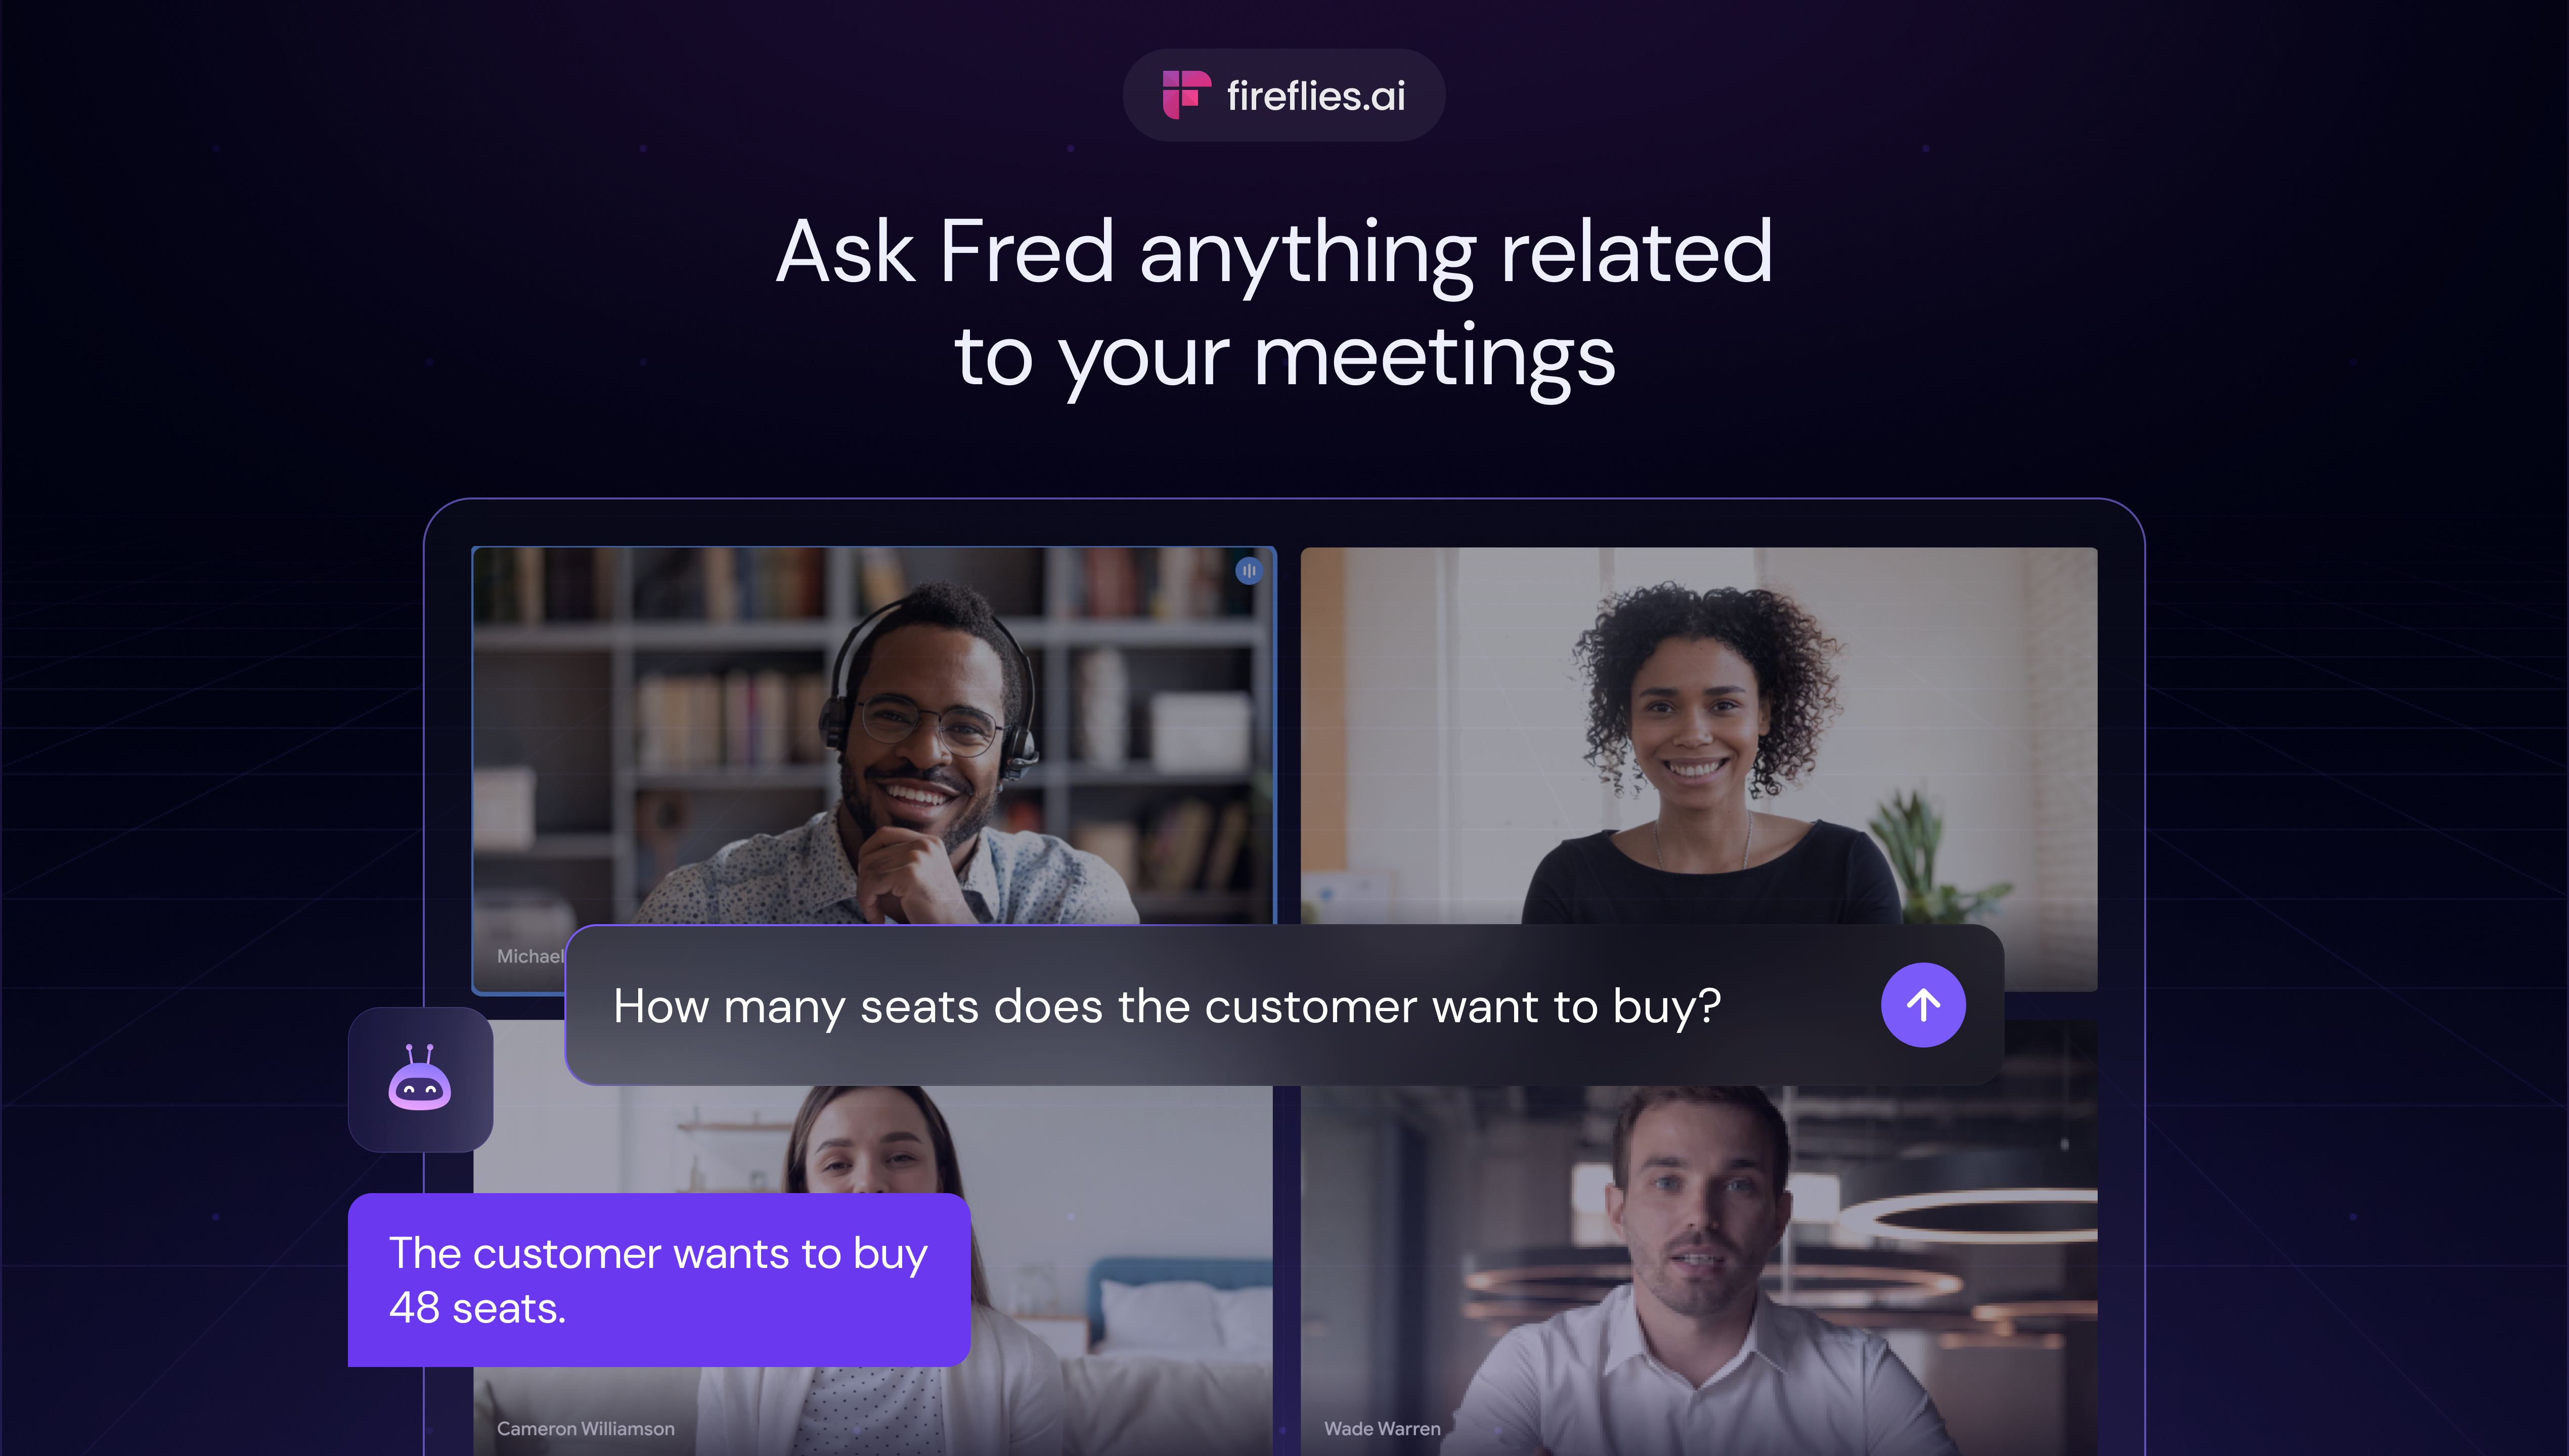 fireflies.ai
Ask Fred anything related
to your meetings
Michael
How many seats does the customer want to buy?
The customer wants to buy
48 seats.
Cameron Williamson
Wade Warren